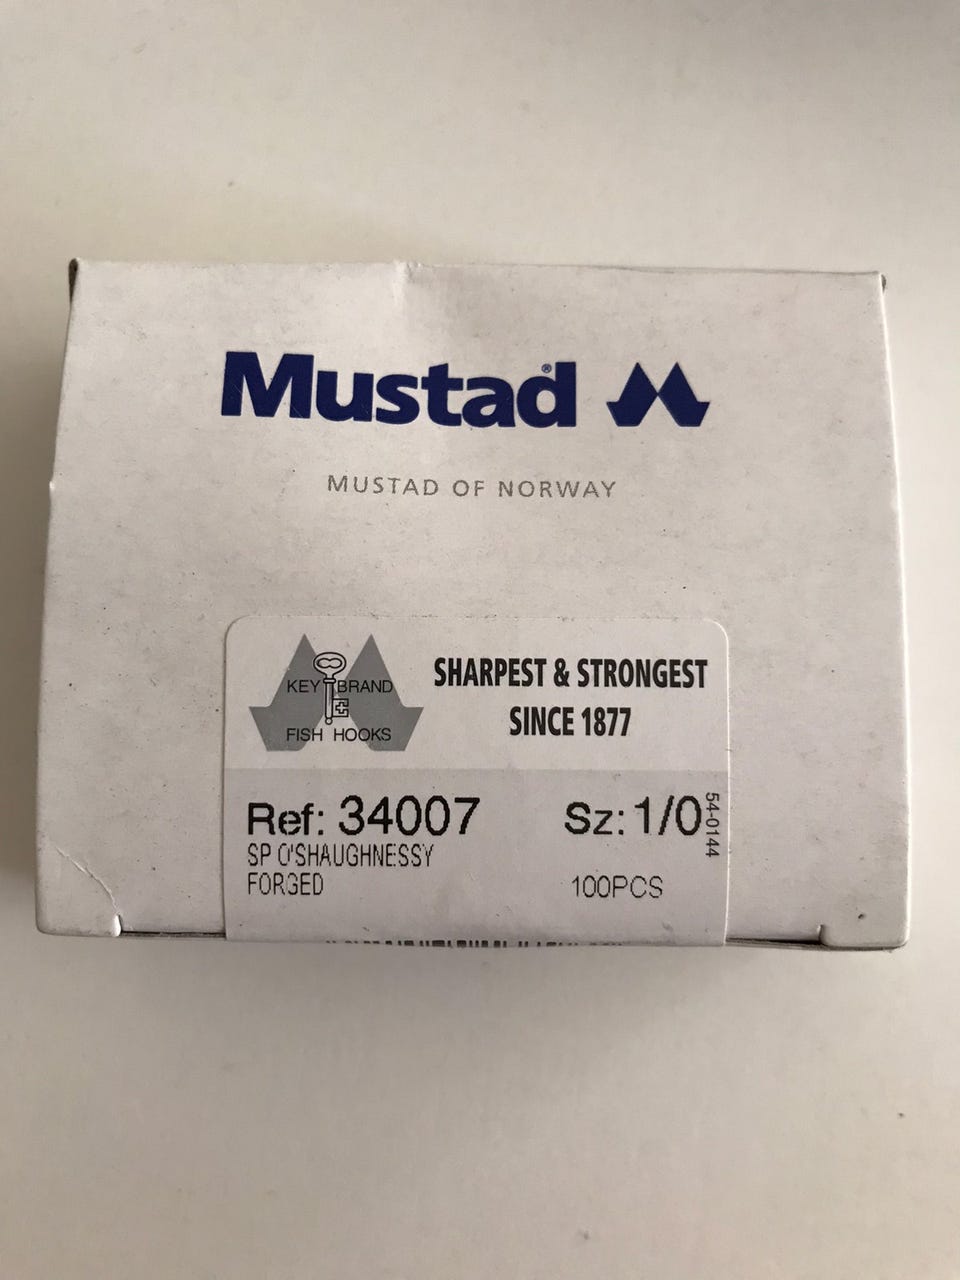 Mustad®
MUSTAD OF NORWAY
KEY BRAND
FISH HOOKS
SHARPEST & STRONGEST
SINCE 1877
Ref: 34007
Sz: 1/0
54-0144
SP O'SHAUGHNESSY
FORGED
100PCS